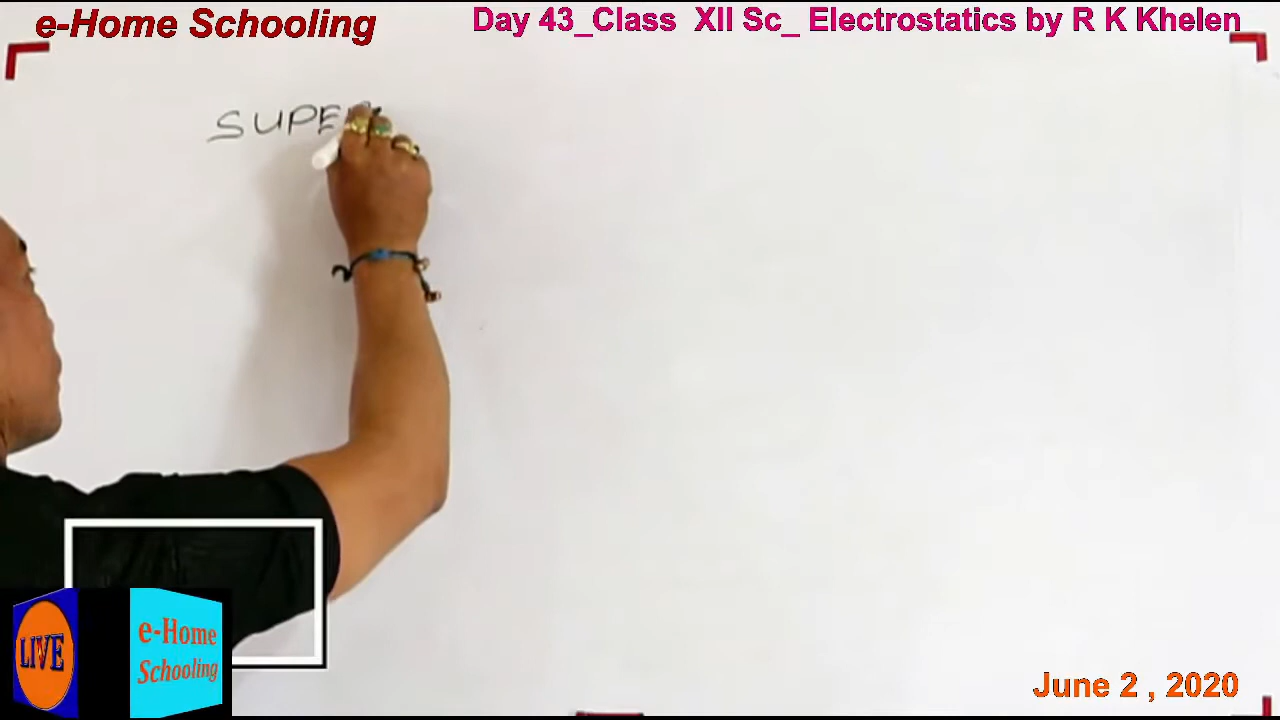 e-Home Schooling
Day 43_Class XII Sc_ Electrostatics by R K Khelen
SUPE
LIVE
e-Home
Schooling
June 2 , 2020